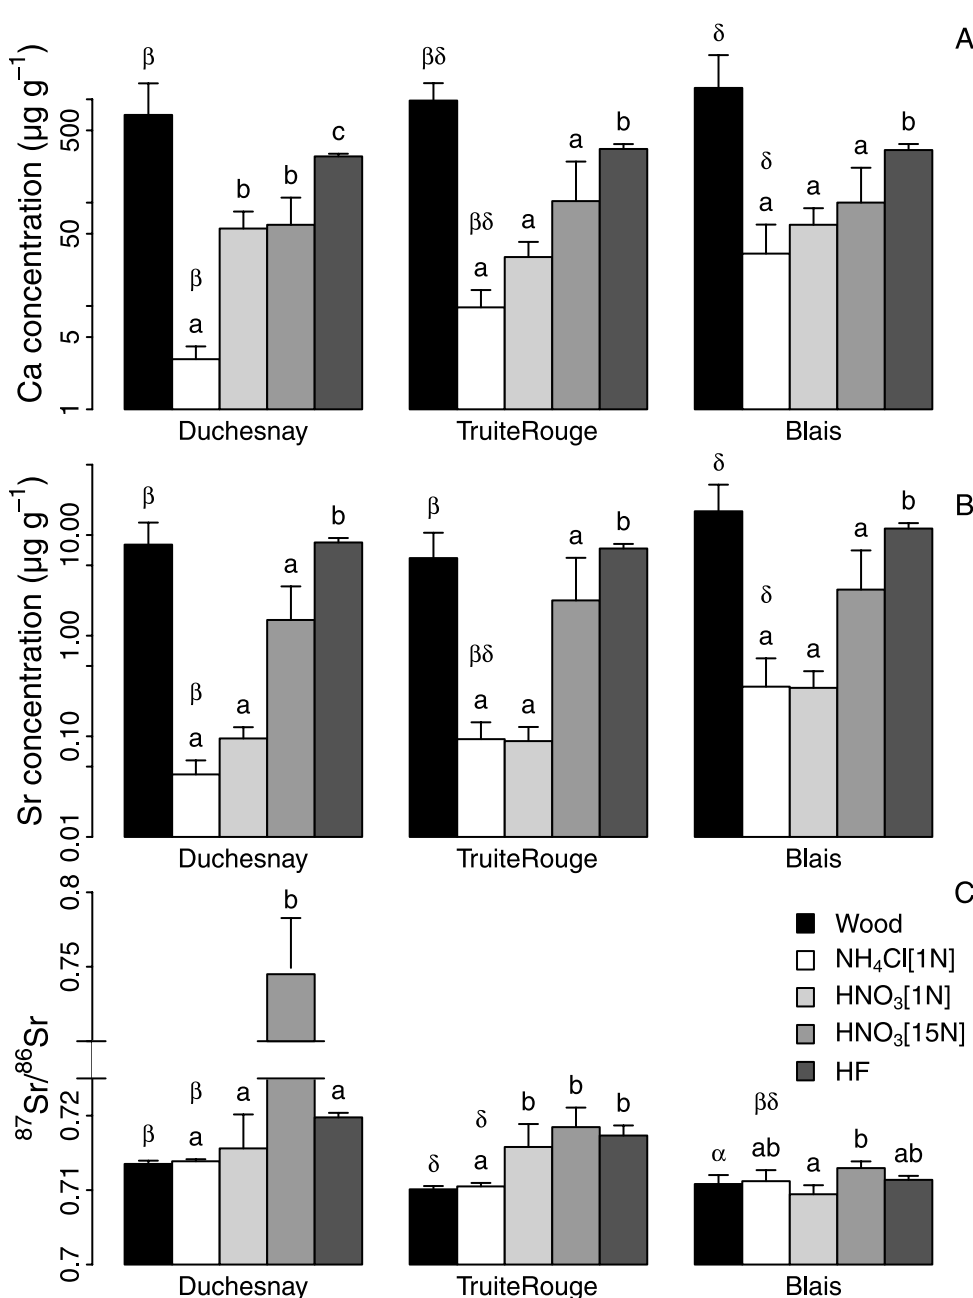 A
Ca concentration (µg g⁻¹)
500
50
5
1
β
a
β
b
b
c
βδ
a
βδ
a
a
b
δ
a
δ
a
a
b
Duchesnay
TruiteRouge
Blais
B
Sr concentration (µg g⁻¹)
10.00
1.00
0.10
0.01
β
a
β
a
a
b
β
a
βδ
a
a
b
δ
a
δ
a
a
b
Duchesnay
TruiteRouge
Blais
C
⁸⁷Sr/⁸⁶Sr
0.8
0.75
0.72
0.71
0.7
β
β
a
a
b
a
δ
δ
a
b
b
b
α
βδ
ab
a
b
ab
Wood
NH₄Cl[1N]
HNO₃[1N]
HNO₃[15N]
HF
Duchesnay
TruiteRouge
Blais